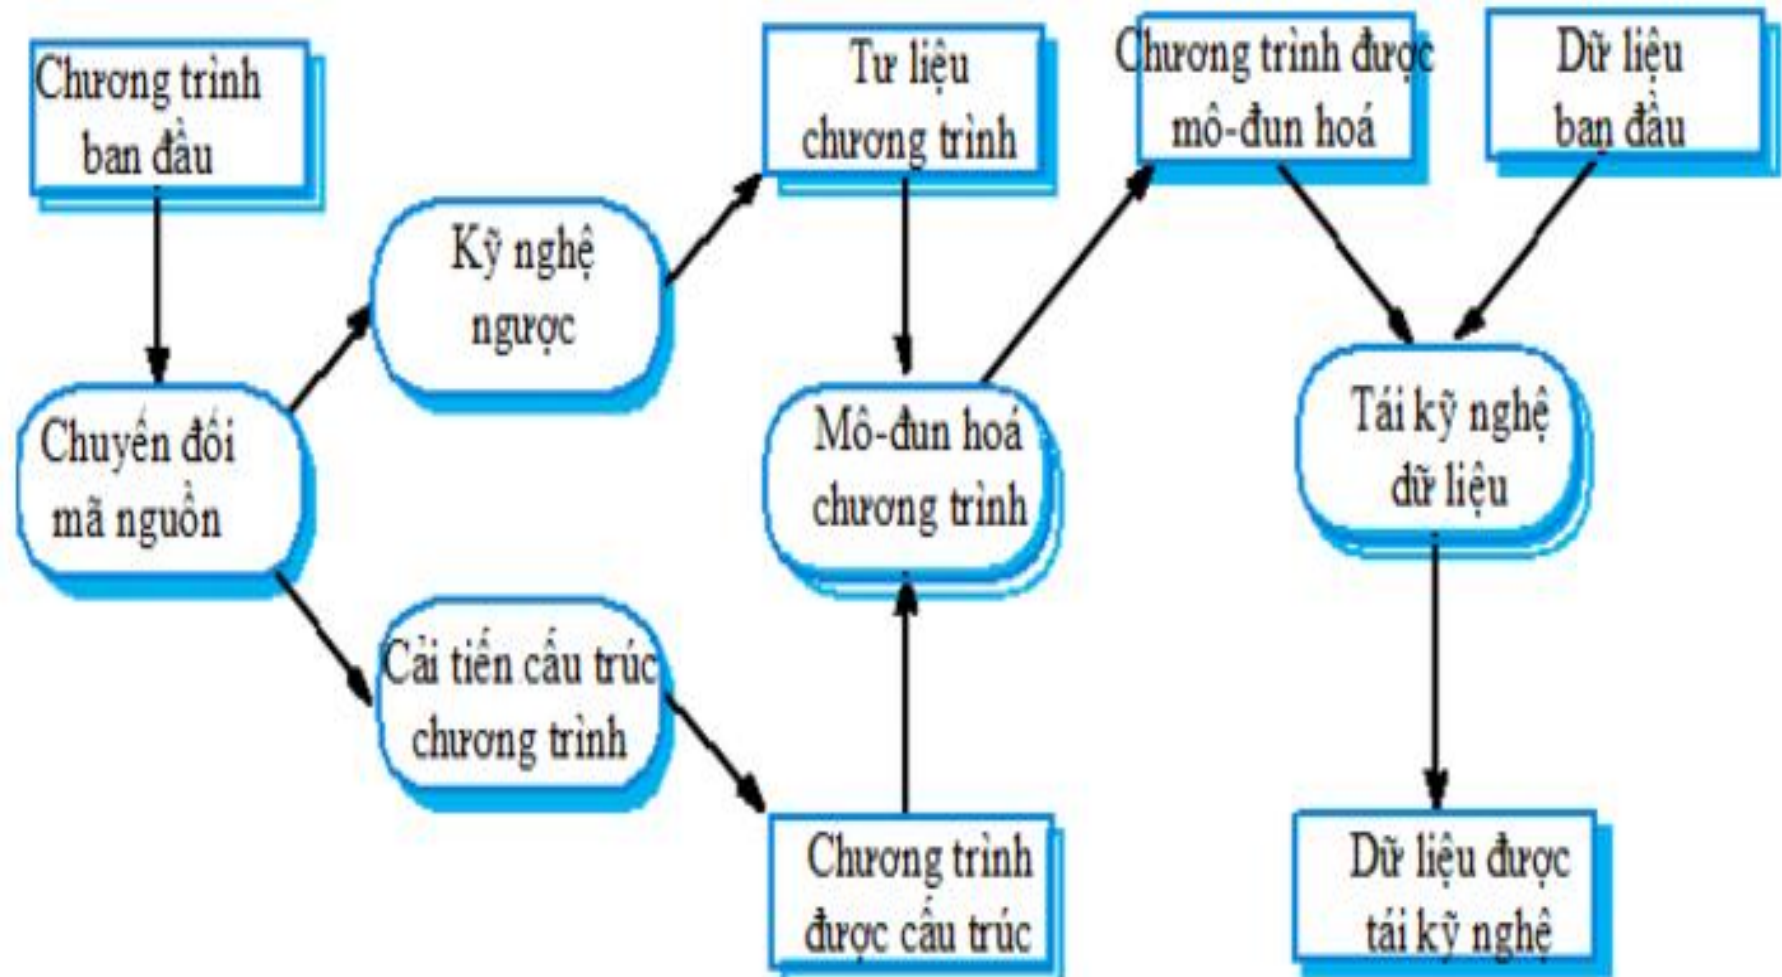 Chương trình
ban đầu
Tư liệu
chương trình
Chương trình được
mô-đun hoá
Dữ liệu
ban đầu
Kỹ nghệ
ngược
Chuyển đổi
mã nguồn
Mô-đun hoá
chương trình
Tái kỹ nghệ
dữ liệu
Cải tiến cấu trúc
chương trình
Chương trình
được cấu trúc
Dữ liệu được
tái kỹ nghệ